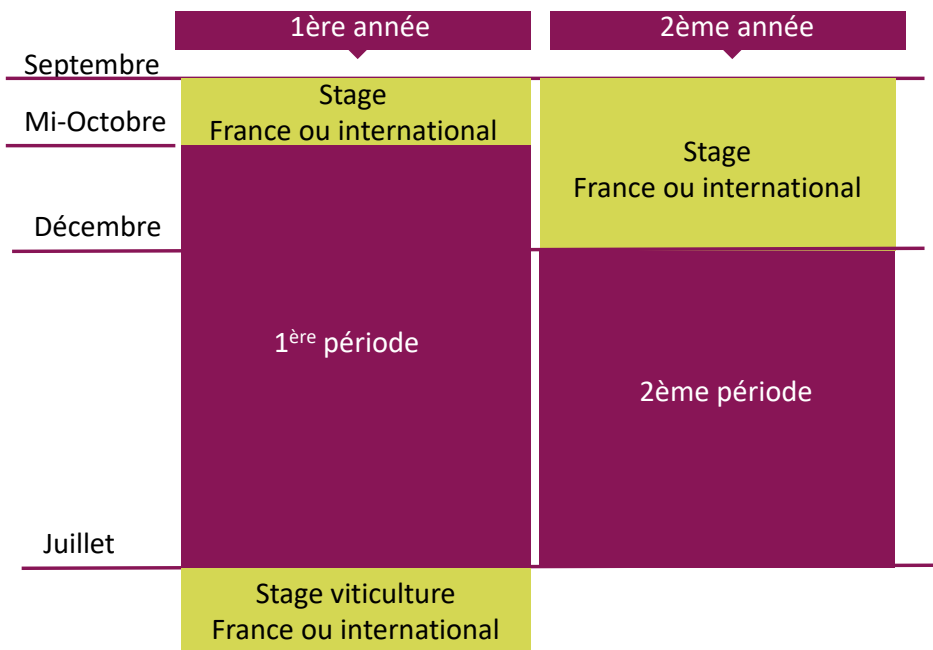 1ère année
2ème année
Septembre
Stage
France ou international
Mi-Octobre
Stage
France ou international
Décembre
1ère période
2ème période
Juillet
Stage viticulture
France ou international